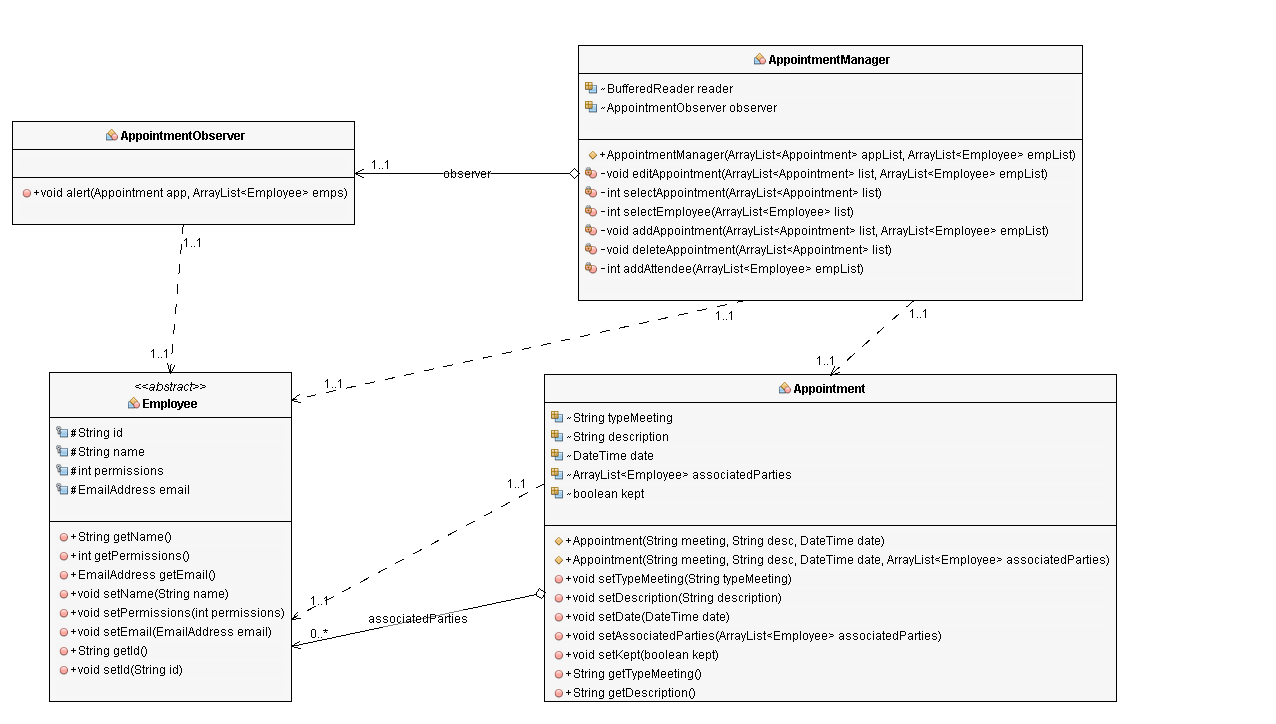 AppointmentManager
~BufferedReader reader
~AppointmentObserver observer
+AppointmentManager(ArrayList<Appointment> appList, ArrayList<Employee> empList)
-void editAppointment(ArrayList<Appointment> list, ArrayList<Employee> empList)
-int selectAppointment(ArrayList<Appointment> list)
-int selectEmployee(ArrayList<Employee> list)
-void addAppointment(ArrayList<Appointment> list, ArrayList<Employee> empList)
-void deleteAppointment(ArrayList<Appointment> list)
-int addAttendee(ArrayList<Employee> empList)
AppointmentObserver
+void alert(Appointment app, ArrayList<Employee> emps)
1..1
observer
1..1
1..1
1..1
1..1
1..1
1..1
<<abstract>>
Employee
#String id
#String name
#int permissions
#EmailAddress email
+String getName()
+int getPermissions()
+EmailAddress getEmail()
+void setName(String name)
+void setPermissions(int permissions)
+void setEmail(EmailAddress email)
+String getId()
+void setId(String id)
1..1
1..1
associatedParties
0..*
Appointment
~String typeMeeting
~String description
~DateTime date
~ArrayList<Employee> associatedParties
~boolean kept
+Appointment(String meeting, String desc, DateTime date)
+Appointment(String meeting, String desc, DateTime date, ArrayList<Employee> associatedParties)
+void setTypeMeeting(String typeMeeting)
+void setDescription(String description)
+void setDate(DateTime date)
+void setAssociatedParties(ArrayList<Employee> associatedParties)
+void setKept(boolean kept)
+String getTypeMeeting()
+String getDescription()